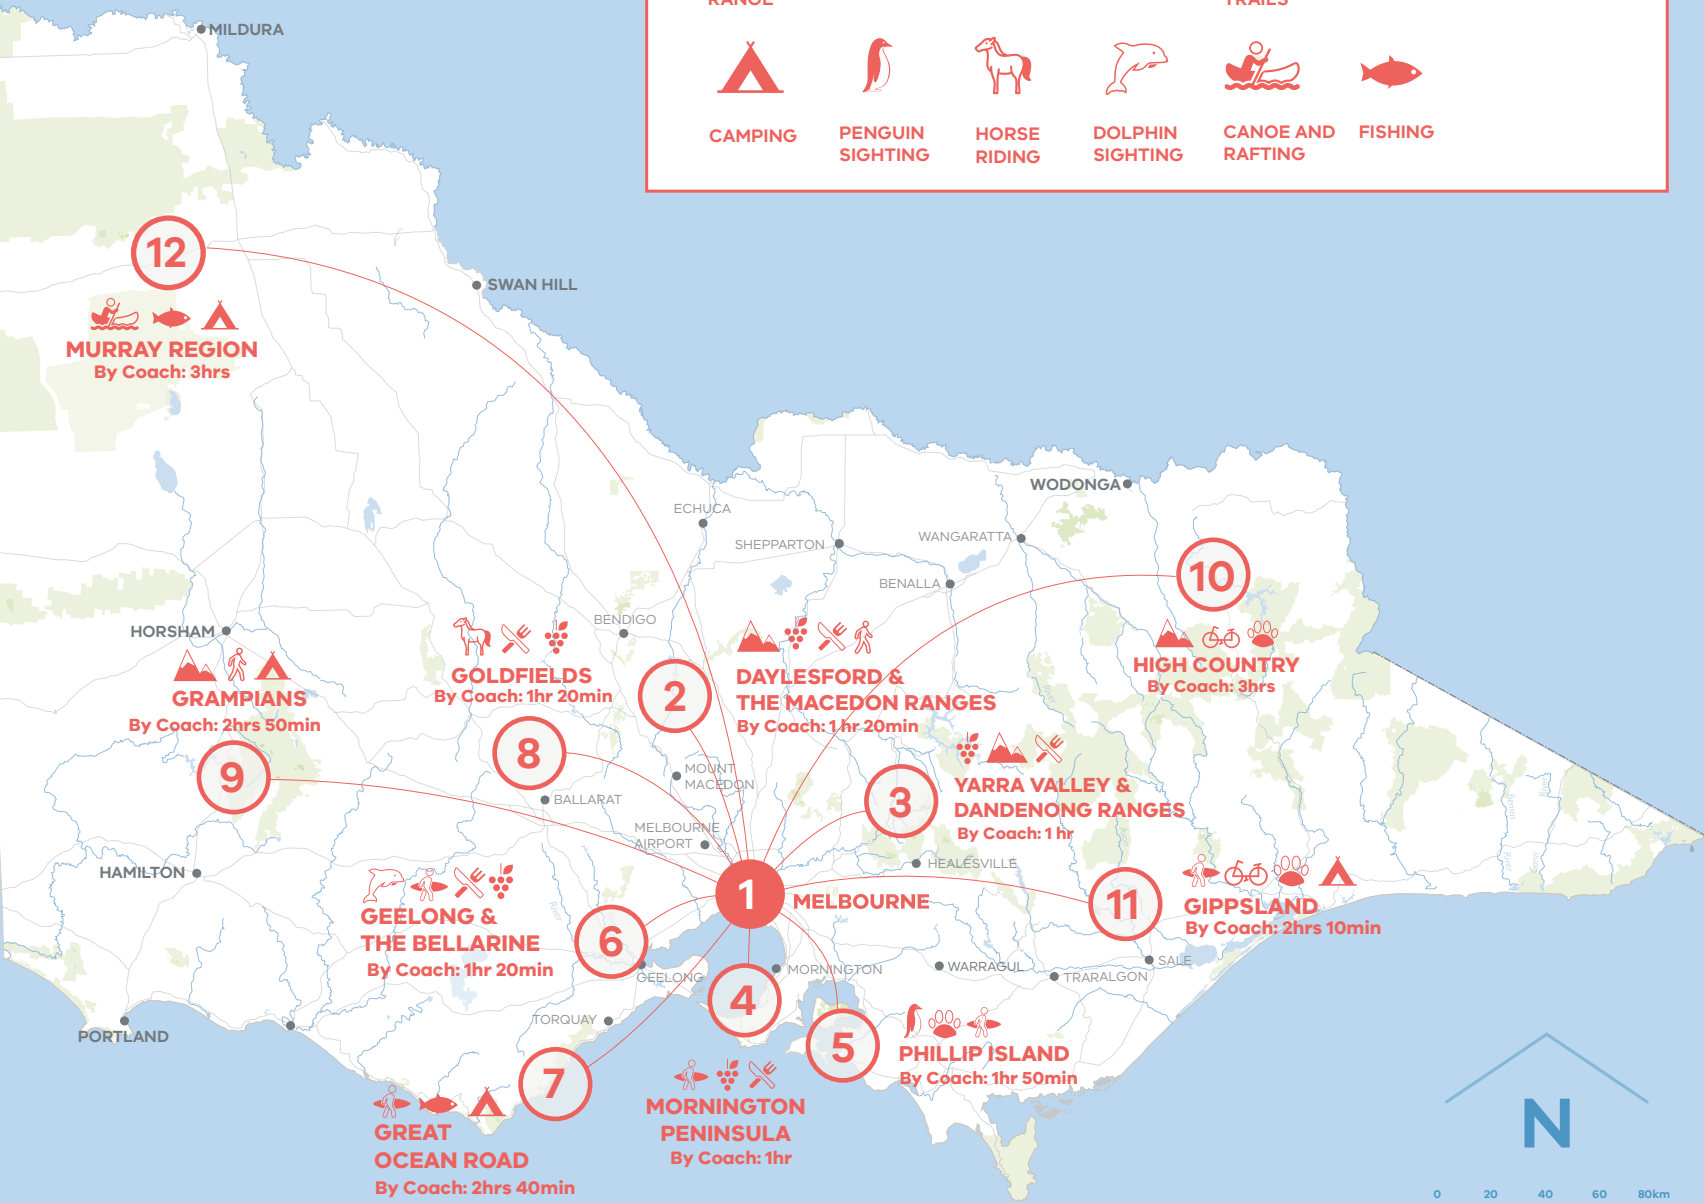 RANGE
TRAILS
CAMPING
PENGUIN
SIGHTING
HORSE
RIDING
DOLPHIN
SIGHTING
CANOE AND
RAFTING
FISHING
MILDURA
12
MURRAY REGION
By Coach: 3hrs
SWAN HILL
ECHUCA
SHEPPARTON
WODONGA
WANGARATTA
BENALLA
10
HIGH COUNTRY
By Coach: 3hrs
HORSHAM
GRAMPIANS
By Coach: 2hrs 50min
9
BENDIGO
GOLDFIELDS
By Coach: 1hr 20min
8
2
DAYLESFORD &
THE MACEDON RANGES
By Coach: 1 hr 20min
MOUNT
MACEDON
BALLARAT
MELBOURNE
AIRPORT
3
YARRA VALLEY &
DANDENONG RANGES
By Coach: 1 hr
HEALESVILLE
HAMILTON
1
MELBOURNE
11
GIPPSLAND
By Coach: 2hrs 10min
GEELONG &
THE BELLARINE
By Coach: 1hr 20min
6
GEELONG
River
4
MORNINGTON
WARRAGUL
TRARALGON
SALE
PORTLAND
TORQUAY
7
5
PHILLIP ISLAND
By Coach: 1hr 50min
GREAT
OCEAN ROAD
By Coach: 2hrs 40min
MORNINGTON
PENINSULA
By Coach: 1hr
N
0 20 40 60 80km